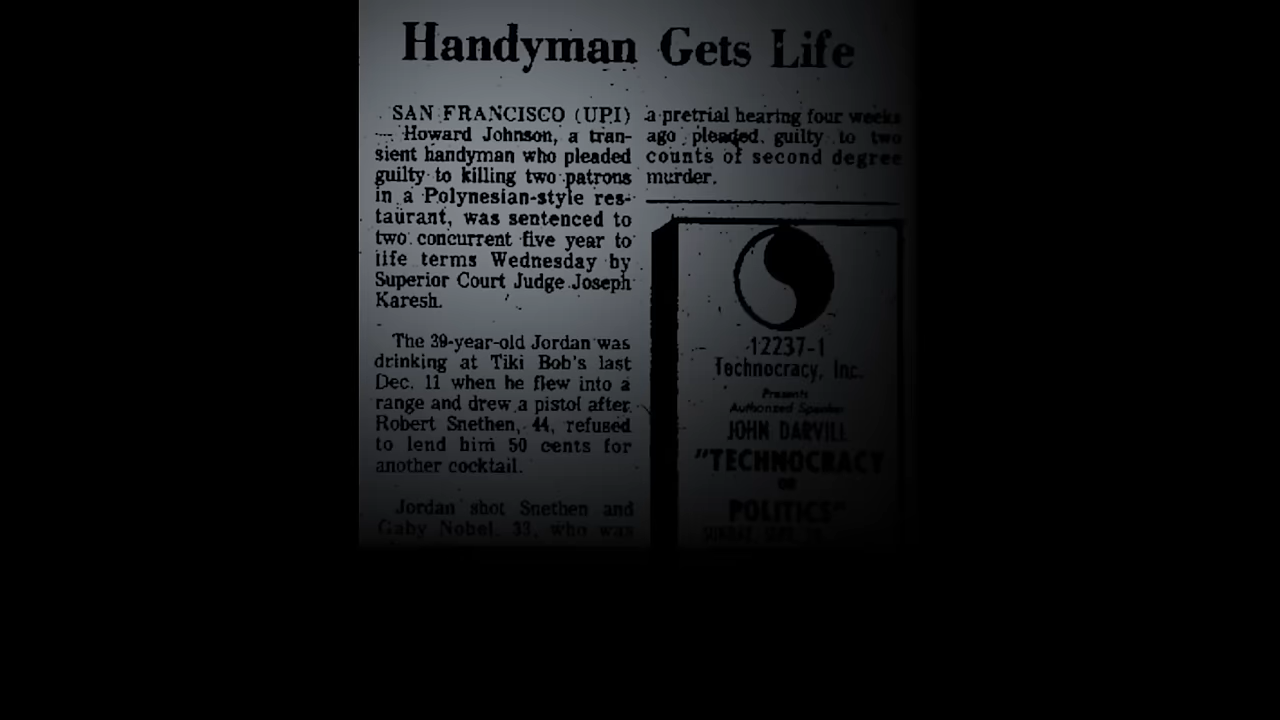 Handyman Gets Life
SAN FRANCISCO (UPI)
— Howard Johnson, a tran-
sient handyman who pleaded
guilty to killing two patrons
in a Polynesian-style res-
taurant, was sentenced to
two concurrent five year to
life terms Wednesday by
Superior Court Judge Joseph
Karesh.
The 39-year-old Jordan was
drinking at Tiki Bob's last
Dec. 11 when he flew into a
range and drew a pistol after
Robert Snethen, 44, refused
to lend him 50 cents for
another cocktail.
Jordan shot Snethen and
Gaby Nobel, 33, who was
a pretrial hearing four weeks
ago pleaded guilty to two
counts of second degree
murder.
12237-1
Technocracy, Inc.
Presents
Authorized Speaker
JOHN DARVILL
"TECHNOCRACY
OR
POLITICS"
SUNDAY,